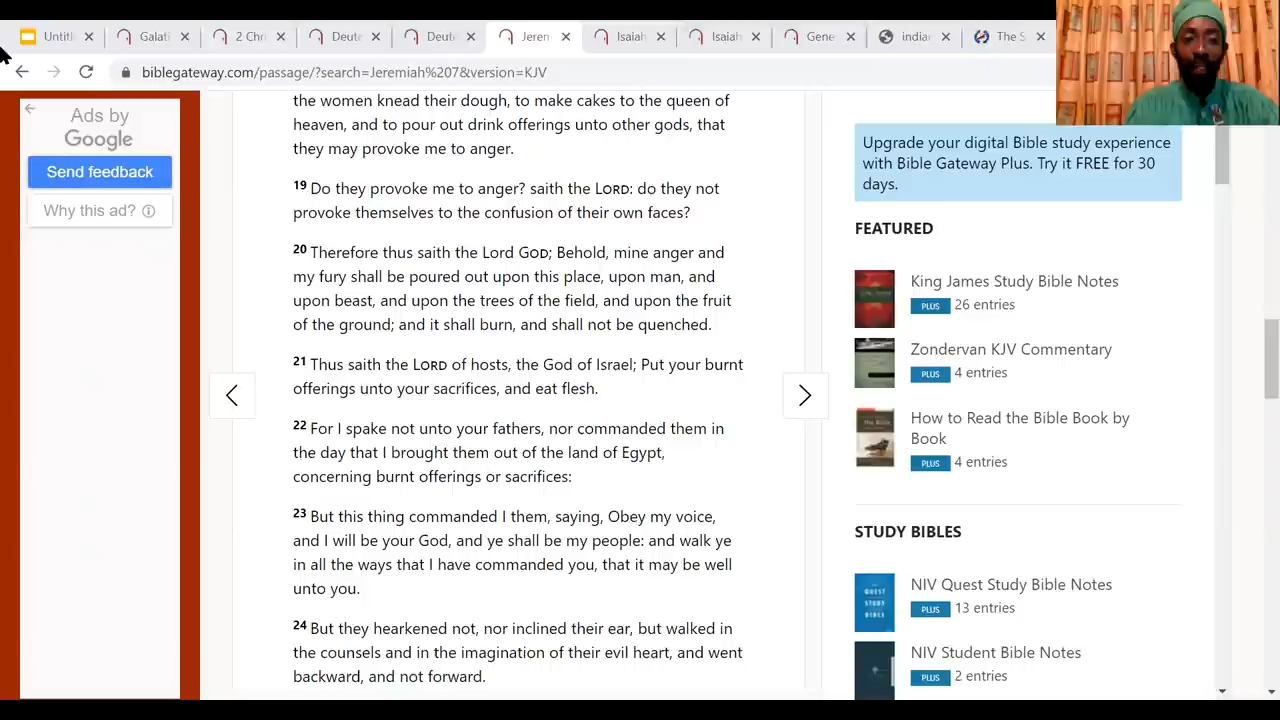 Untitl
Galati
2 Chr
Deute
Deut
Jerem
Isaiah
Isaiah
Gene
indian
The S
biblegateway.com/passage/?search=Jeremiah%207&version=KJV
Ads by
Google
Send feedback
Why this ad?
the women knead their dough, to make cakes to the queen of
heaven, and to pour out drink offerings unto other gods, that
they may provoke me to anger.
19 Do they provoke me to anger? saith the LORD: do they not
provoke themselves to the confusion of their own faces?
20 Therefore thus saith the Lord GOD; Behold, mine anger and
my fury shall be poured out upon this place, upon man, and
upon beast, and upon the trees of the field, and upon the fruit
of the ground; and it shall burn, and shall not be quenched.
21 Thus saith the LORD of hosts, the God of Israel; Put your burnt
offerings unto your sacrifices, and eat flesh.
22 For I spake not unto your fathers, nor commanded them in
the day that I brought them out of the land of Egypt,
concerning burnt offerings or sacrifices:
23 But this thing commanded I them, saying, Obey my voice,
and I will be your God, and ye shall be my people: and walk ye
in all the ways that I have commanded you, that it may be well
unto you.
24 But they hearkened not, nor inclined their ear, but walked in
the counsels and in the imagination of their evil heart, and went
backward, and not forward.
Upgrade your digital Bible study experience
with Bible Gateway Plus. Try it FREE for 30
days.
FEATURED
King James Study Bible Notes
PLUS 26 entries
Zondervan KJV Commentary
PLUS 4 entries
How to Read the Bible Book by
Book
PLUS 4 entries
STUDY BIBLES
NIV Quest Study Bible Notes
PLUS 13 entries
NIV Student Bible Notes
PLUS 2 entries